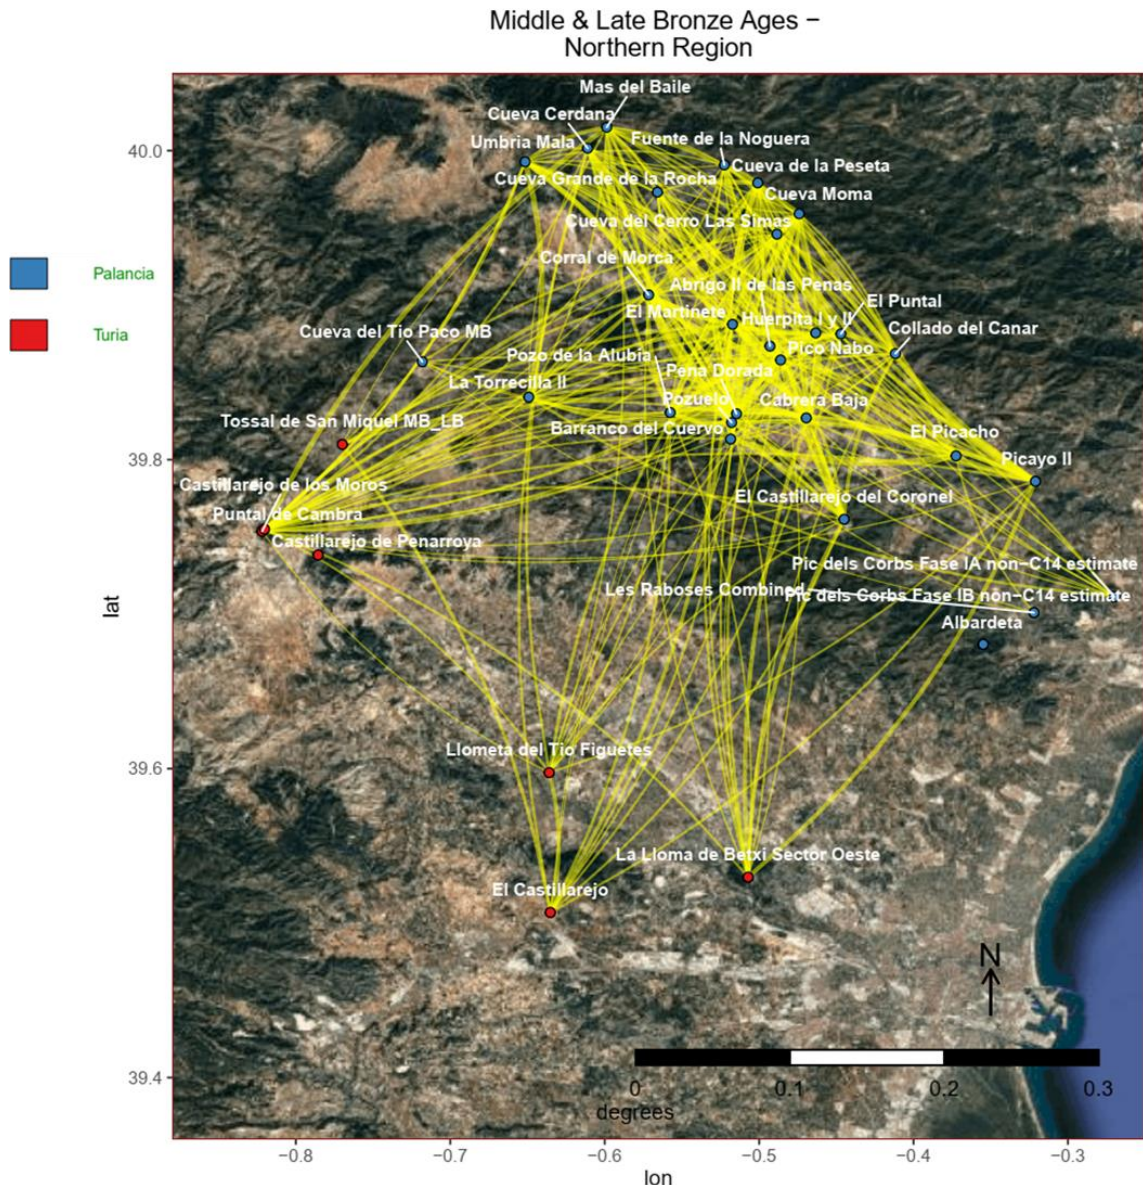 Middle & Late Bronze Ages −
Northern Region
Mas del Baile
Cueva Cerdana
Umbria Mala
Fuente de la Noguera
40.0
Cueva de la Peseta
Cueva Grande de la Rocha
Cueva Moma
Cueva del Cerro Las Simas
Corral de Morca
Palancia
Abrigo II de las Penas
El Puntal
El Martinete
Huerpita I y II
Collado del Canar
Turia
Cueva del Tio Paco MB
Pozo de la Alubia
Pico Nabo
Pena Dorada
La Torrecilla II
Pozuelo
Cabrera Baja
Tossal de San Miquel MB_LB
Barranco del Cuervo
El Picacho
39.8
Picayo II
Castillarejo de los Moros
El Castillarejo del Coronel
Puntal de Cambra
Castillarejo de Penarroya
Pic dels Corbs Fase IA non−C14 estimate
Les Raboses Combined
Pic dels Corbs Fase IB non−C14 estimate
Albardeta
lat
Llometa del Tio Figuetes
39.6
La Lloma de Betxi Sector Oeste
El Castillarejo
N
39.4
0 0.1 0.2 0.3
degrees
−0.8 −0.7 −0.6 −0.5 −0.4 −0.3
lon